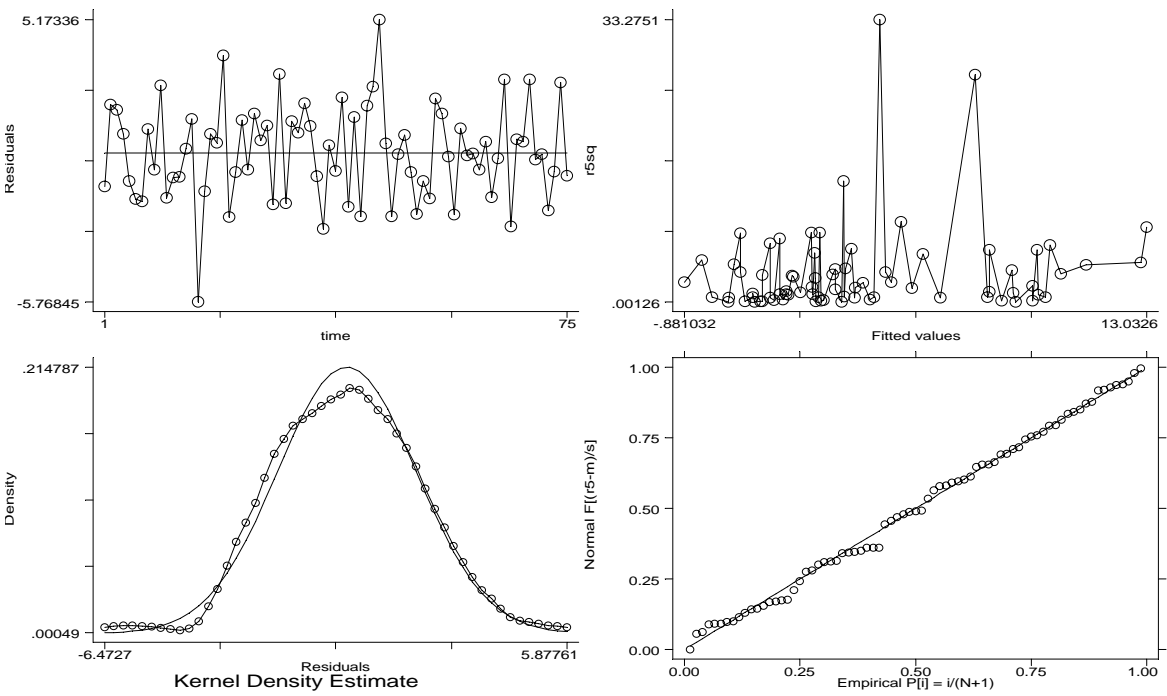 5.17336
Residuals
-5.76845
1
75
time
33.2751
r5sq
.00126
-.881032
13.0326
Fitted values
.214787
Density
.00049
-6.4727
5.87761
Residuals
Kernel Density Estimate
1.00
0.75
0.50
0.25
0.00
Normal F[(r5-m)/s]
0.00
0.25
0.50
0.75
1.00
Empirical P[i] = i/(N+1)